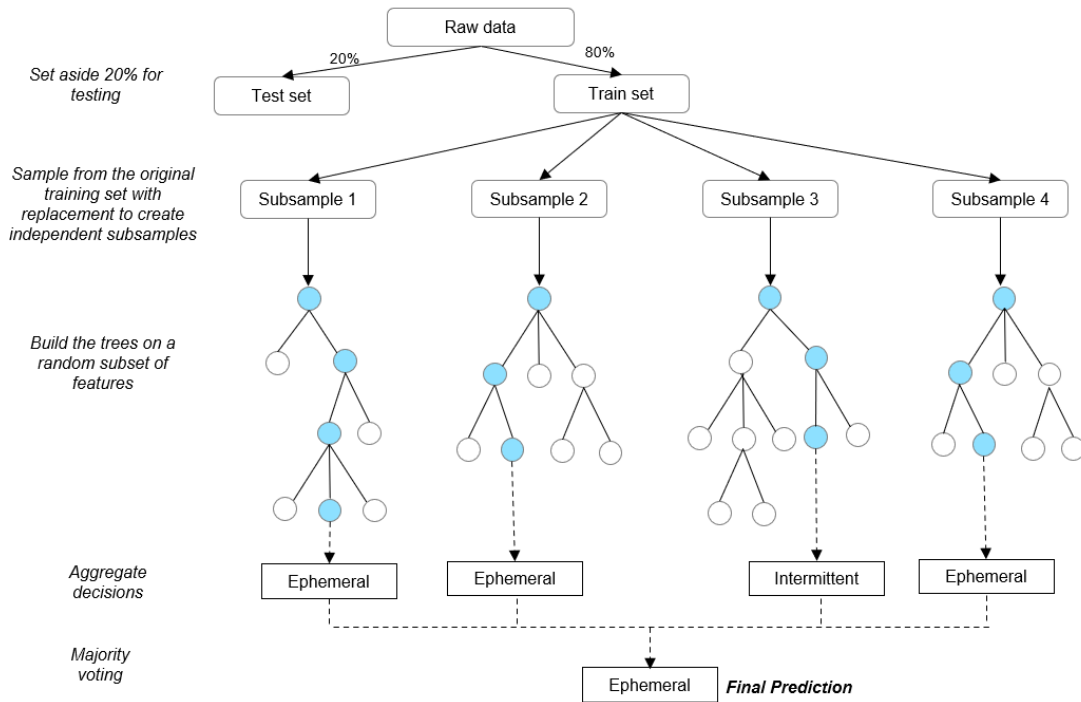 Raw data
20%
80%
Set aside 20% for
testing
Test set
Train set
Sample from the original
training set with
replacement to create
independent subsamples
Subsample 1
Subsample 2
Subsample 3
Subsample 4
Build the trees on a
random subset of
features
Aggregate
decisions
Ephemeral
Ephemeral
Intermittent
Ephemeral
Majority
voting
Ephemeral
Final Prediction